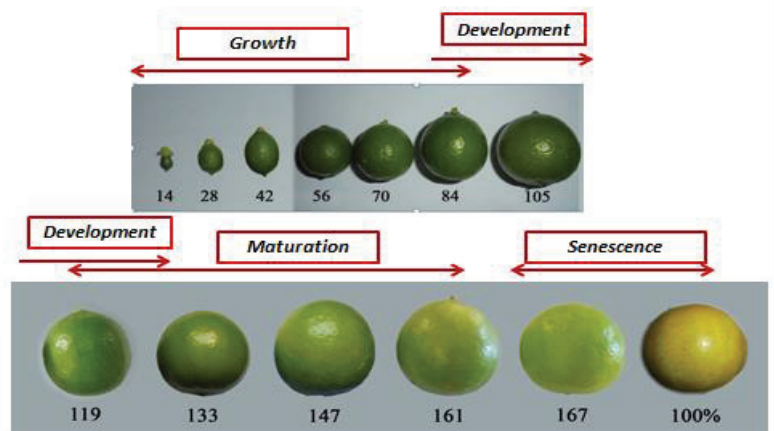 Growth
Development
14 28 42 56 70 84 105
Development
Maturation
Senescence
119 133 147 161 167 100%